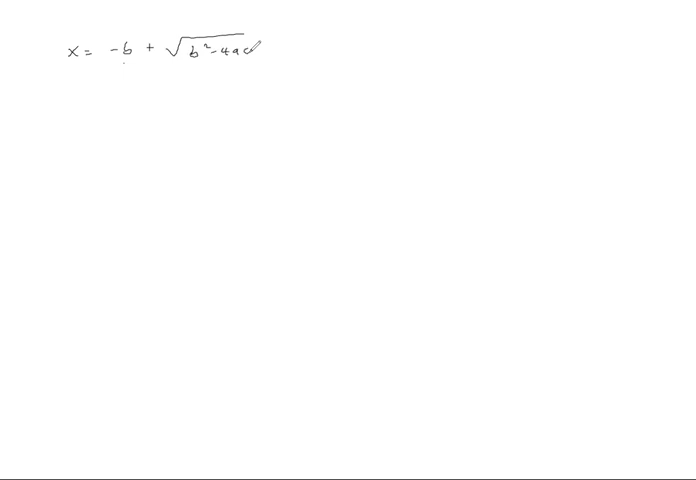 x = -b + √(b²-4ac)